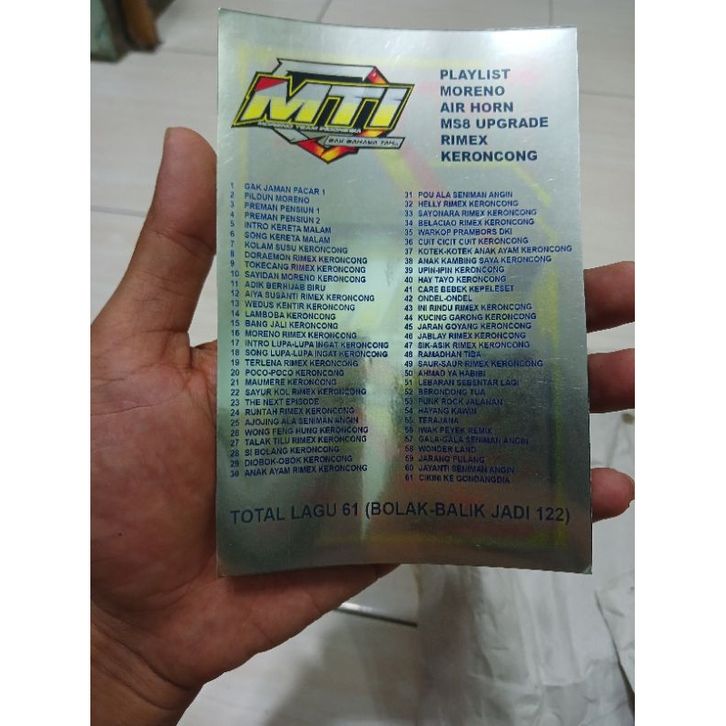 MTI
MORENO TEAM INDONESIA
PLAYLIST
MORENO
AIR HORN
MS8 UPGRADE
RIMEX
KERONCONG
1 GAK JAMAN PACAR 1
2 PILDUN MORENO
3 PREMAN PENSIUN 1
4 PREMAN PENSIUN 2
5 INTRO KERETA MALAM
6 SONG KERETA MALAM
7 KOLAM SUSU KERONCONG
8 DORAEMON RIMEX KERONCONG
9 TOKECANG RIMEX KERONCONG
10 SAYIDAN MORENO KERONCONG
11 ADIK BERHIJAB BIRU
12 AIYA SUSANTI RIMEX KERONCONG
13 WEDUS KENTIR KERONCONG
14 LAMBOBA KERONCONG
15 BANG JALI KERONCONG
16 MORENO RIMEX KERONCONG
17 INTRO LUPA-LUPA INGAT KERONCONG
18 SONG LUPA-LUPA INGAT KERONCONG
19 TERLENA RIMEX KERONCONG
20 POCO-POCO KERONCONG
21 MAUMERE KERONCONG
22 SAYUR KOL RIMEX KERONCONG
23 THE NEXT EPISODE
24 RUNTAH RIMEX KERONCONG
25 AJOJING ALA SENIMAN ANGIN
26 WONG FENG HUNG KERONCONG
27 TALAK TILU RIMEX KERONCONG
28 SI BOLANG KERONCONG
29 DIOBOK-OBOK KERONCONG
30 ANAK AYAM RIMEX KERONCONG
31 POU ALA SENIMAN ANGIN
32 HELLY RIMEX KERONCONG
33 SAYONARA RIMEX KERONCONG
34 BELACIAO RIMEX KERONCONG
35 WARKOP PRAMBORS DKI
36 CUIT CICIT CUIT KERONCONG
37 KOTEK-KOTEK ANAK AYAM KERONCONG
38 ANAK KAMBING SAYA KERONCONG
39 UPIN-IPIN KERONCONG
40 HAY TAYO KERONCONG
41 CARE BEBEK KEPELESET
42 ONDEL-ONDEL
43 INI RINDU RIMEX KERONCONG
44 KUCING GARONG KERONCONG
45 JARAN GOYANG KERONCONG
46 JABLAY RIMEX KERONCONG
47 SIK-ASIK RIMEX KERONCONG
48 RAMADHAN TIBA
49 SAUR-SAUR RIMEX KERONCONG
50 AHMAD YA HABIBI
51 LEBARAN SEBENTAR LAGI
52 BERONDONG TUA
53 PUNK ROCK JALANAN
54 HAYANG KAWIN
55 TERAJANA
56 IWAK PEYEK REMIX
57 GALA-GALA SENIMAN ANGIN
58 WONDER LAND
59 JARANG PULANG
60 JAYANTI SENIMAN ANGIN
61 CIKINI KE GONDANGDIA
TOTAL LAGU 61 (BOLAK-BALIK JADI 122)